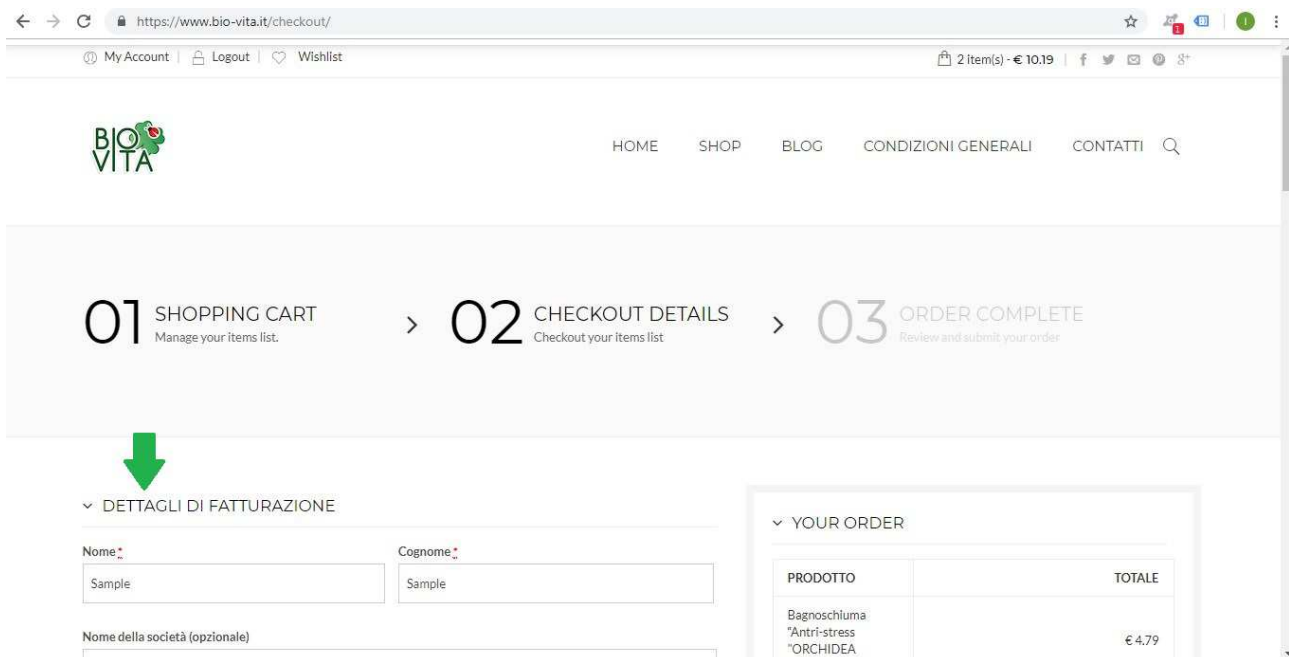 https://www.bio-vita.it/checkout/
1
I
My Account | Logout | Wishlist
2 item(s) - € 10.19
BIO
VITA
HOME SHOP BLOG CONDIZIONI GENERALI CONTATTI
01 SHOPPING CART
Manage your items list.
02 CHECKOUT DETAILS
Checkout your items list
03 ORDER COMPLETE
Review and submit your order
DETTAGLI DI FATTURAZIONE
Nome * Cognome *
Sample Sample
Nome della società (opzionale)
YOUR ORDER
PRODOTTO TOTALE
Bagnoschiuma
"Antri-stress
"ORCHIDEA
€ 4.79